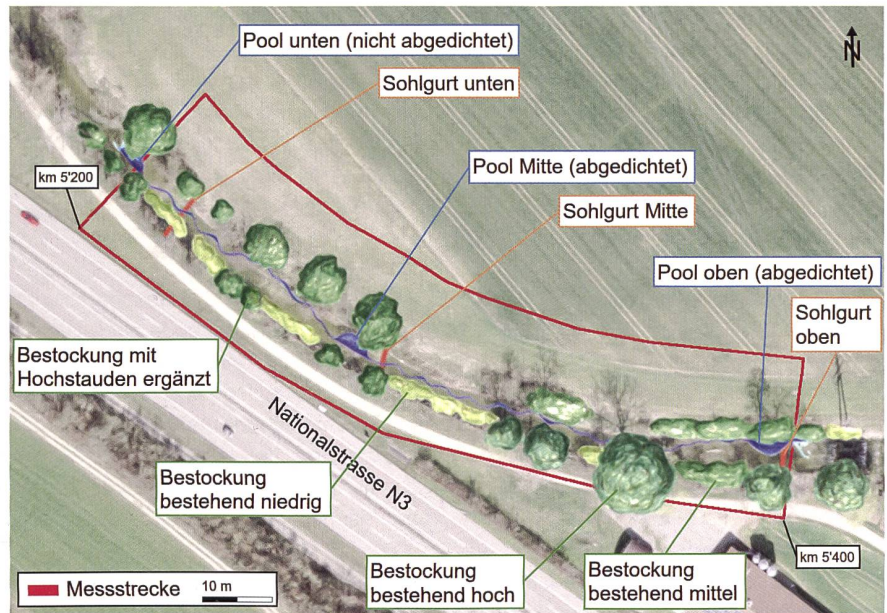 Pool unten (nicht abgedichtet)
N
Sohlgurt unten
Pool Mitte (abgedichtet)
km 5'200
Sohlgurt Mitte
Pool oben (abgedichtet)
Sohlgurt
oben
Bestockung mit
Hochstauden ergänzt
Nationalstrasse N3
Bestockung
bestehend niedrig
km 5'400
Bestockung
bestehend hoch
Bestockung
bestehend mittel
Messstrecke
10 m